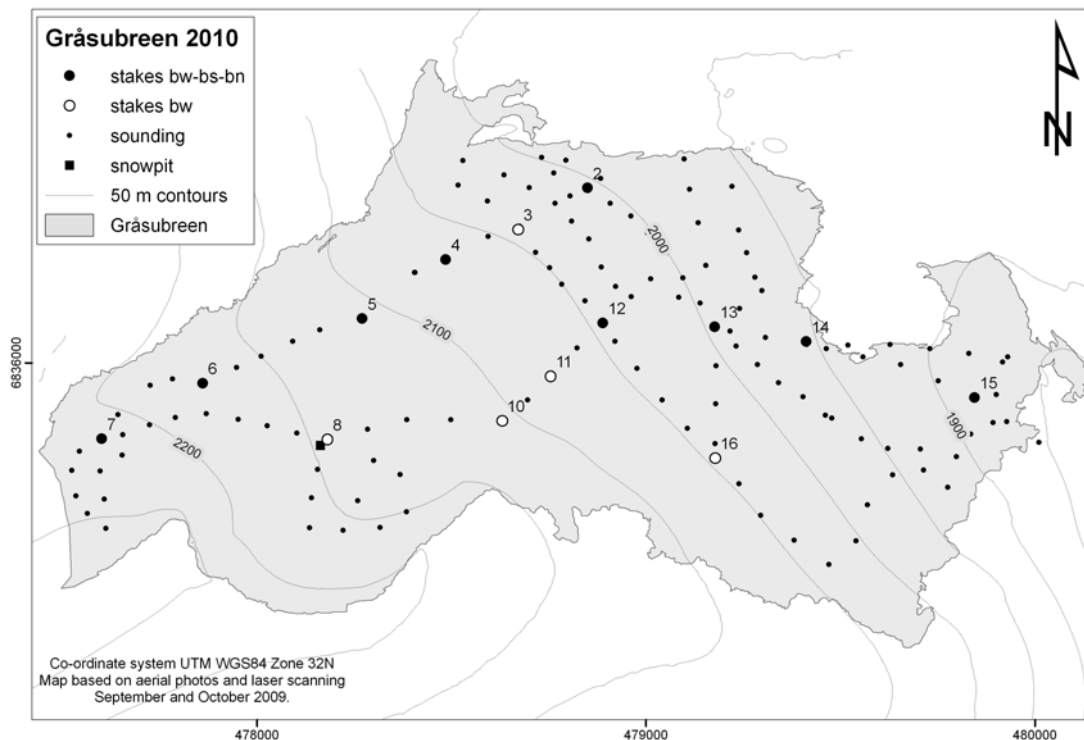 Gråsubreen 2010
stakes bw-bs-bn
stakes bw
sounding
snowpit
50 m contours
Gråsubreen
N
2
3
2000
4
5
12
13
14
2100
6836000
11
6
15
10
1900
7
8
16
2200
Co-ordinate system UTM WGS84 Zone 32N
Map based on aerial photos and laser scanning
September and October 2009.
478000
479000
480000